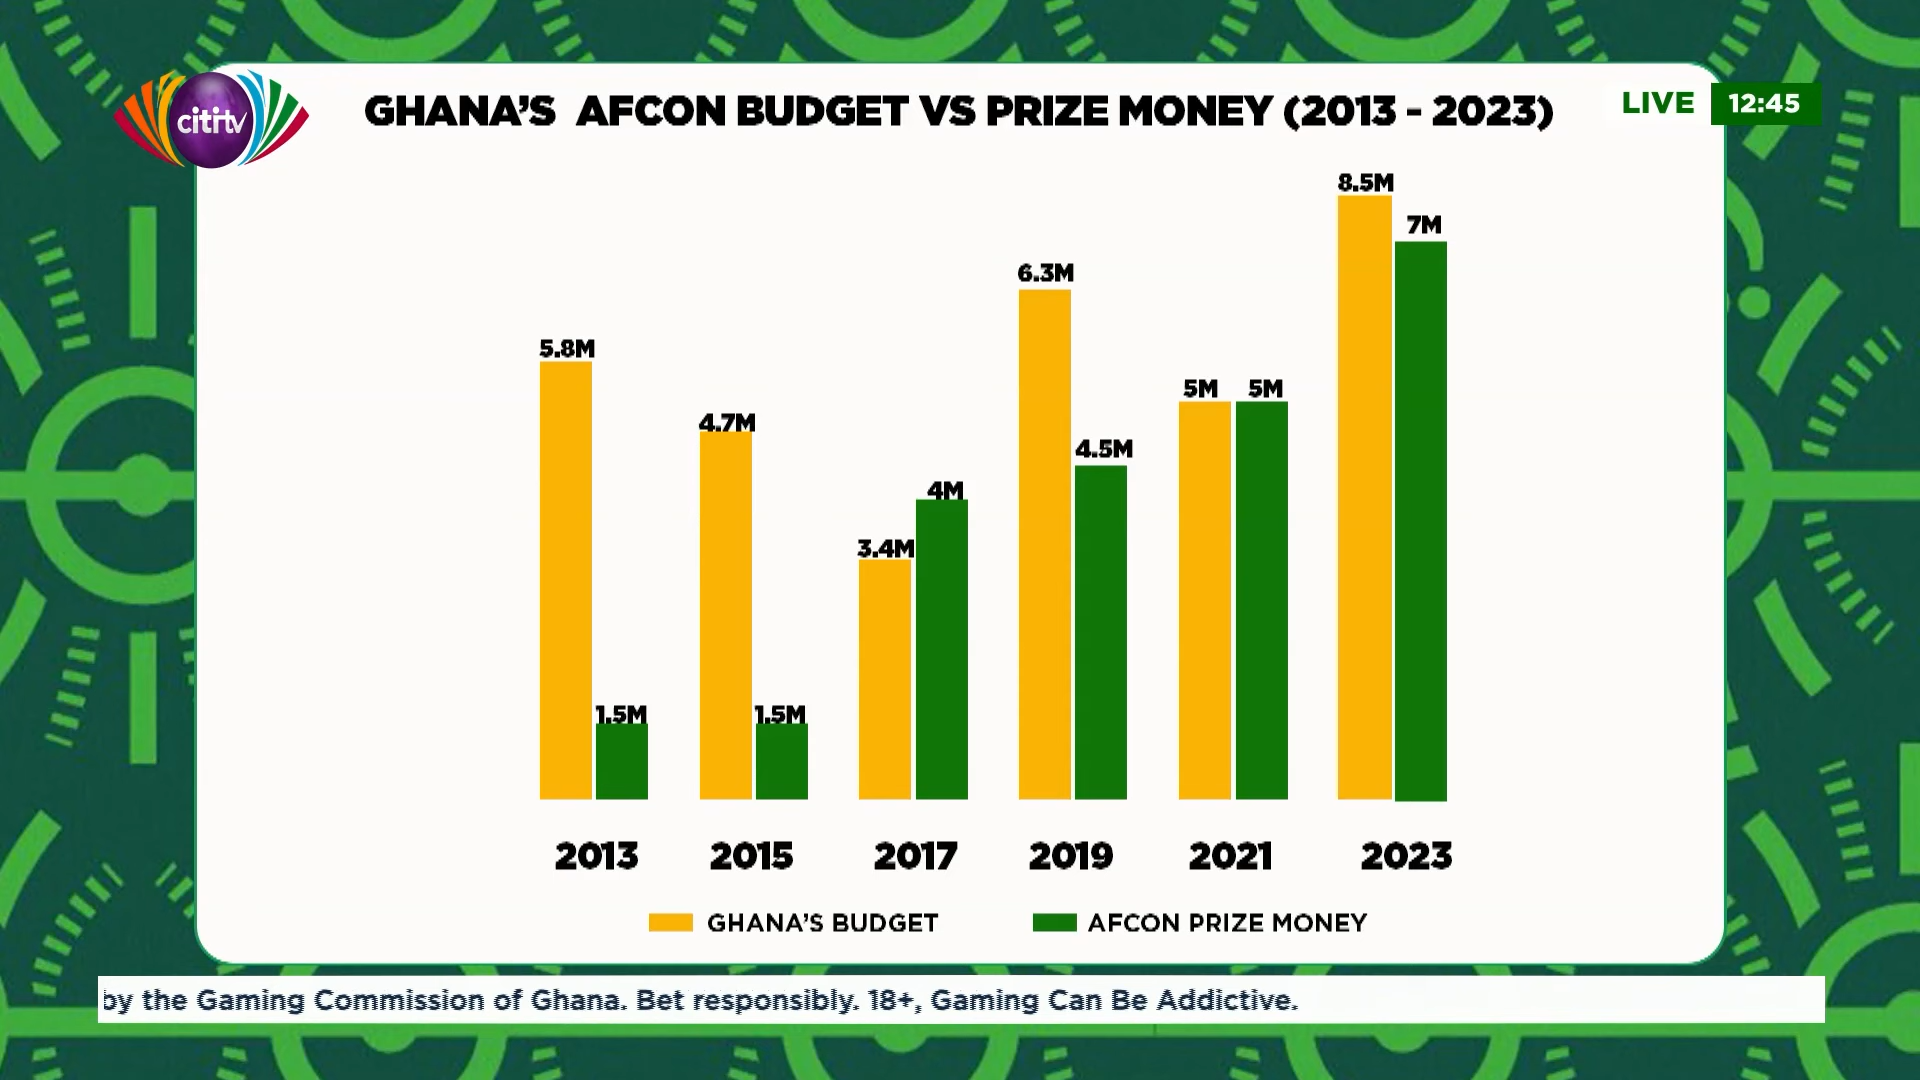 citi tv
GHANA'S AFCON BUDGET VS PRIZE MONEY (2013 - 2023)
LIVE 12:45
8.5M
7M
6.3M
5.8M
5M 5M
4.7M
4.5M
4M
3.4M
1.5M 1.5M
2013 2015 2017 2019 2021 2023
GHANA'S BUDGET AFCON PRIZE MONEY
by the Gaming Commission of Ghana. Bet responsibly. 18+, Gaming Can Be Addictive.